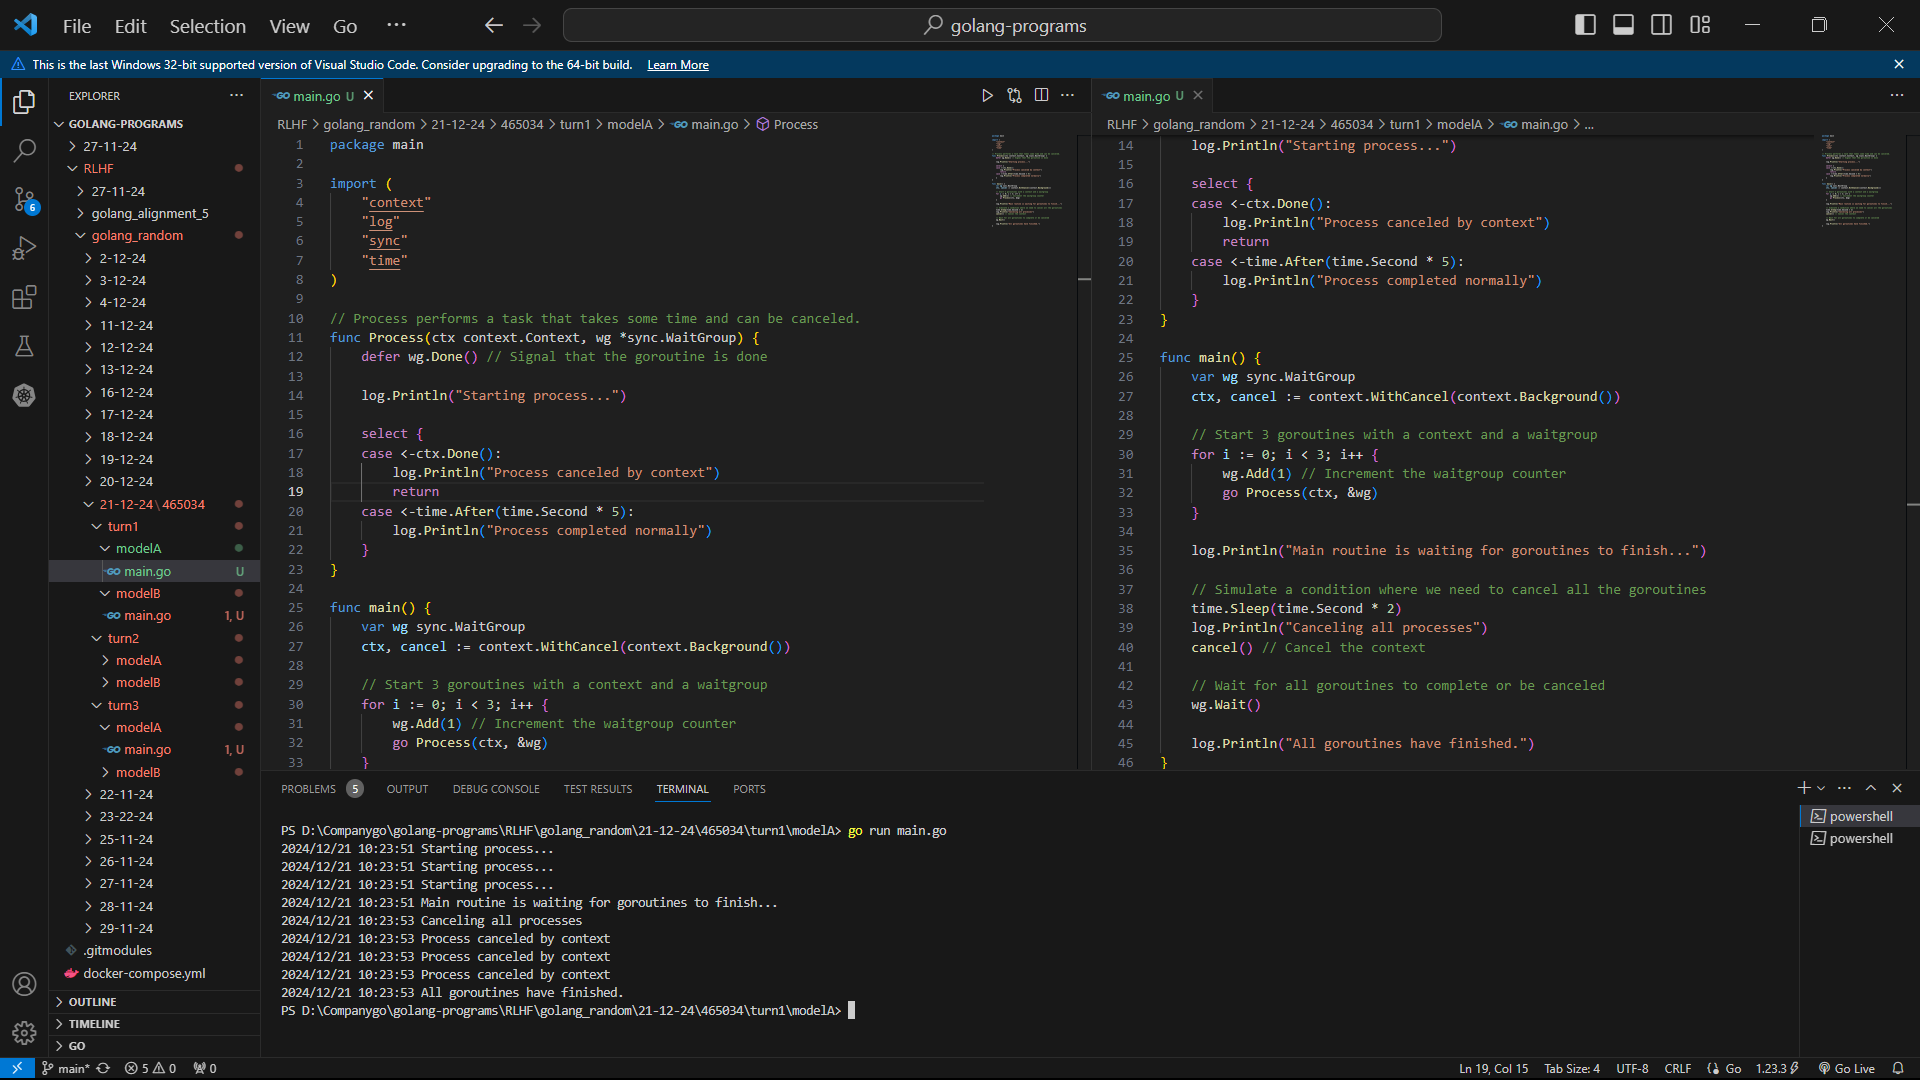 File Edit Selection View Go ···
golang-programs
This is the last Windows 32-bit supported version of Visual Studio Code. Consider upgrading to the 64-bit build. Learn More
EXPLORER
GOLANG-PROGRAMS
27-11-24
RLHF
27-11-24
golang_alignment_5
golang_random
2-12-24
3-12-24
4-12-24
11-12-24
12-12-24
13-12-24
16-12-24
17-12-24
18-12-24
19-12-24
20-12-24
21-12-24\465034
turn1
modelA
main.go U
modelB
main.go 1, U
turn2
modelA
modelB
turn3
modelA
main.go 1, U
modelB
22-11-24
23-22-24
25-11-24
26-11-24
27-11-24
28-11-24
29-11-24
.gitmodules
docker-compose.yml
OUTLINE
TIMELINE
GO
6
main.go U
RLHF > golang_random > 21-12-24 > 465034 > turn1 > modelA > main.go > Process
1 package main
2
3 import (
4 "context"
5 "log"
6 "sync"
7 "time"
8 )
9
10 // Process performs a task that takes some time and can be canceled.
11 func Process(ctx context.Context, wg *sync.WaitGroup) {
12 defer wg.Done() // Signal that the goroutine is done
13
14 log.Println("Starting process...")
15
16 select {
17 case <-ctx.Done():
18 log.Println("Process canceled by context")
19 return
20 case <-time.After(time.Second * 5):
21 log.Println("Process completed normally")
22 }
23 }
24
25 func main() {
26 var wg sync.WaitGroup
27 ctx, cancel := context.WithCancel(context.Background())
28
29 // Start 3 goroutines with a context and a waitgroup
30 for i := 0; i < 3; i++ {
31 wg.Add(1) // Increment the waitgroup counter
32 go Process(ctx, &wg)
33 }
main.go U
RLHF > golang_random > 21-12-24 > 465034 > turn1 > modelA > main.go > ...
14 log.Println("Starting process...")
15
16 select {
17 case <-ctx.Done():
18 log.Println("Process canceled by context")
19 return
20 case <-time.After(time.Second * 5):
21 log.Println("Process completed normally")
22 }
23 }
24
25 func main() {
26 var wg sync.WaitGroup
27 ctx, cancel := context.WithCancel(context.Background())
28
29 // Start 3 goroutines with a context and a waitgroup
30 for i := 0; i < 3; i++ {
31 wg.Add(1) // Increment the waitgroup counter
32 go Process(ctx, &wg)
33 }
34
35 log.Println("Main routine is waiting for goroutines to finish...")
36
37 // Simulate a condition where we need to cancel all the goroutines
38 time.Sleep(time.Second * 2)
39 log.Println("Canceling all processes")
40 cancel() // Cancel the context
41
42 // Wait for all goroutines to complete or be canceled
43 wg.Wait()
44
45 log.Println("All goroutines have finished.")
46 }
PROBLEMS 5 OUTPUT DEBUG CONSOLE TEST RESULTS TERMINAL PORTS
PS D:\Companygo\golang-programs\RLHF\golang_random\21-12-24\465034\turn1\modelA> go run main.go
2024/12/21 10:23:51 Starting process...
2024/12/21 10:23:51 Starting process...
2024/12/21 10:23:51 Starting process...
2024/12/21 10:23:51 Main routine is waiting for goroutines to finish...
2024/12/21 10:23:53 Canceling all processes
2024/12/21 10:23:53 Process canceled by context
2024/12/21 10:23:53 Process canceled by context
2024/12/21 10:23:53 Process canceled by context
2024/12/21 10:23:53 All goroutines have finished.
PS D:\Companygo\golang-programs\RLHF\golang_random\21-12-24\465034\turn1\modelA>
powershell
powershell
main* 5 0 0
Ln 19, Col 15 Tab Size: 4 UTF-8 CRLF Go 1.23.3 Go Live